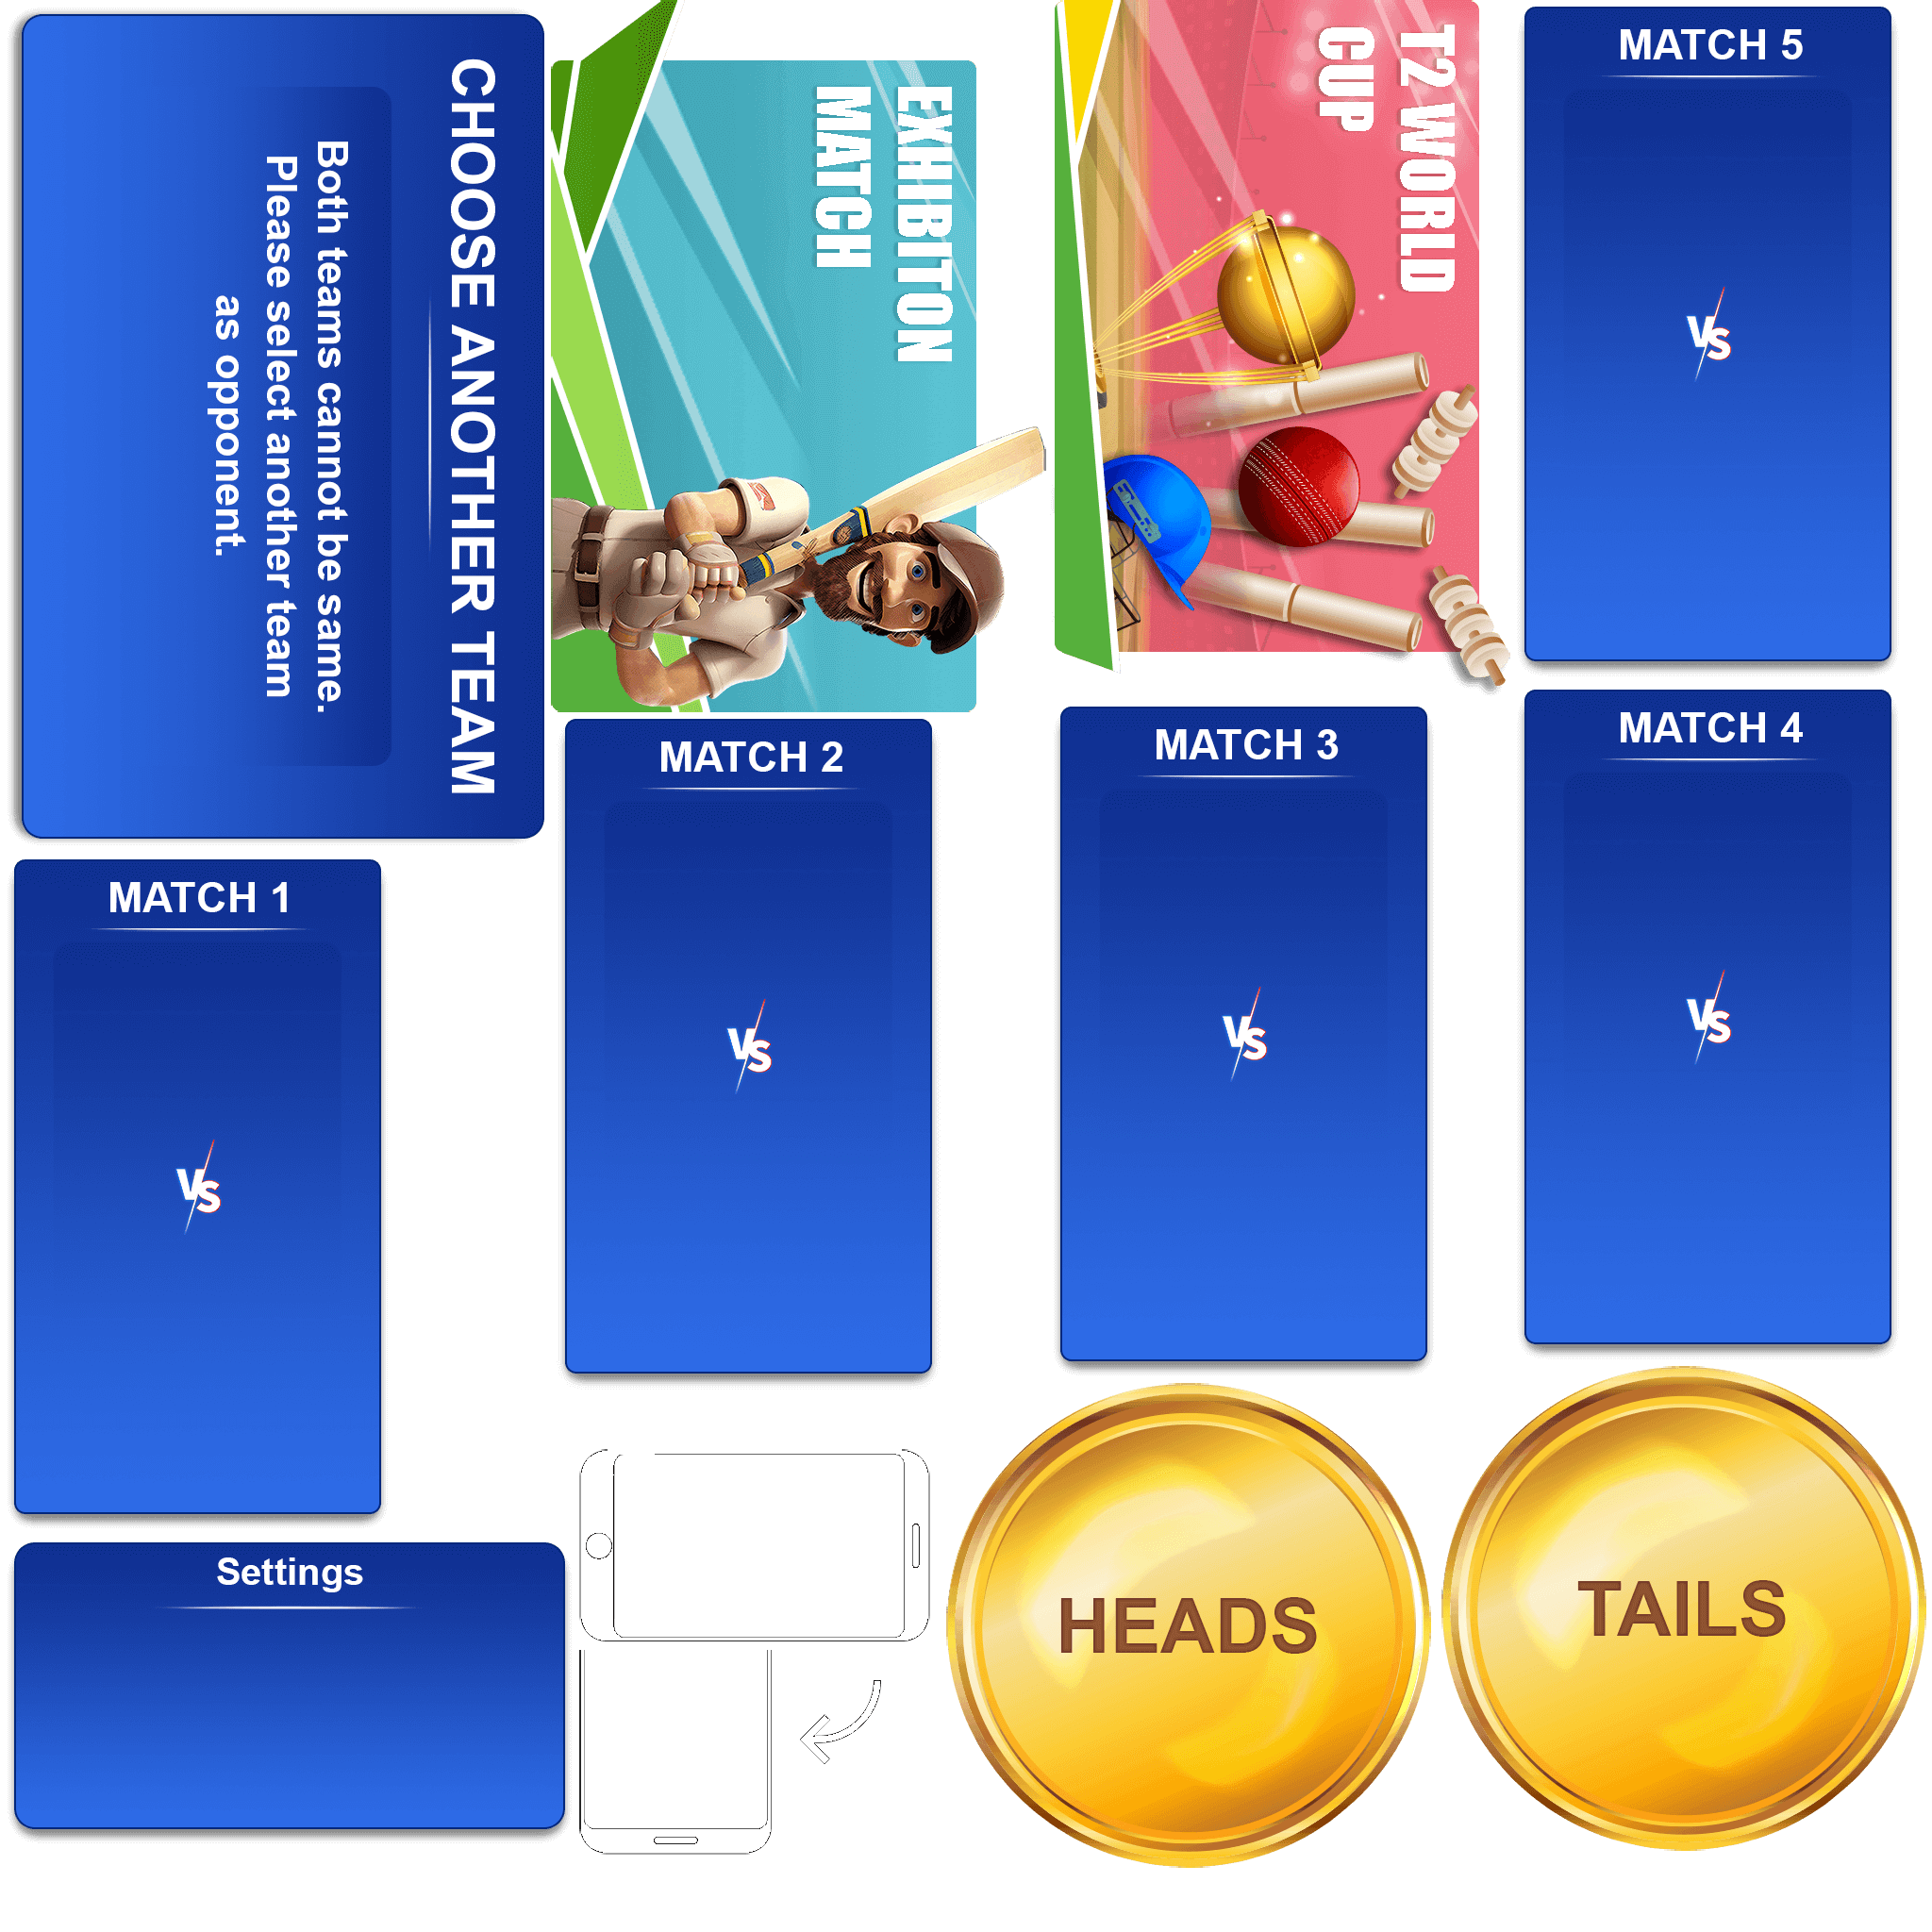 CHOOSE ANOTHER TEAM
Both teams cannot be same.
Please select another team
as opponent.
EXHIBITON
MATCH
T2 WORLD
CUP
MATCH 5
VS
MATCH 2
VS
MATCH 3
VS
MATCH 4
VS
MATCH 1
VS
Settings
HEADS
TAILS